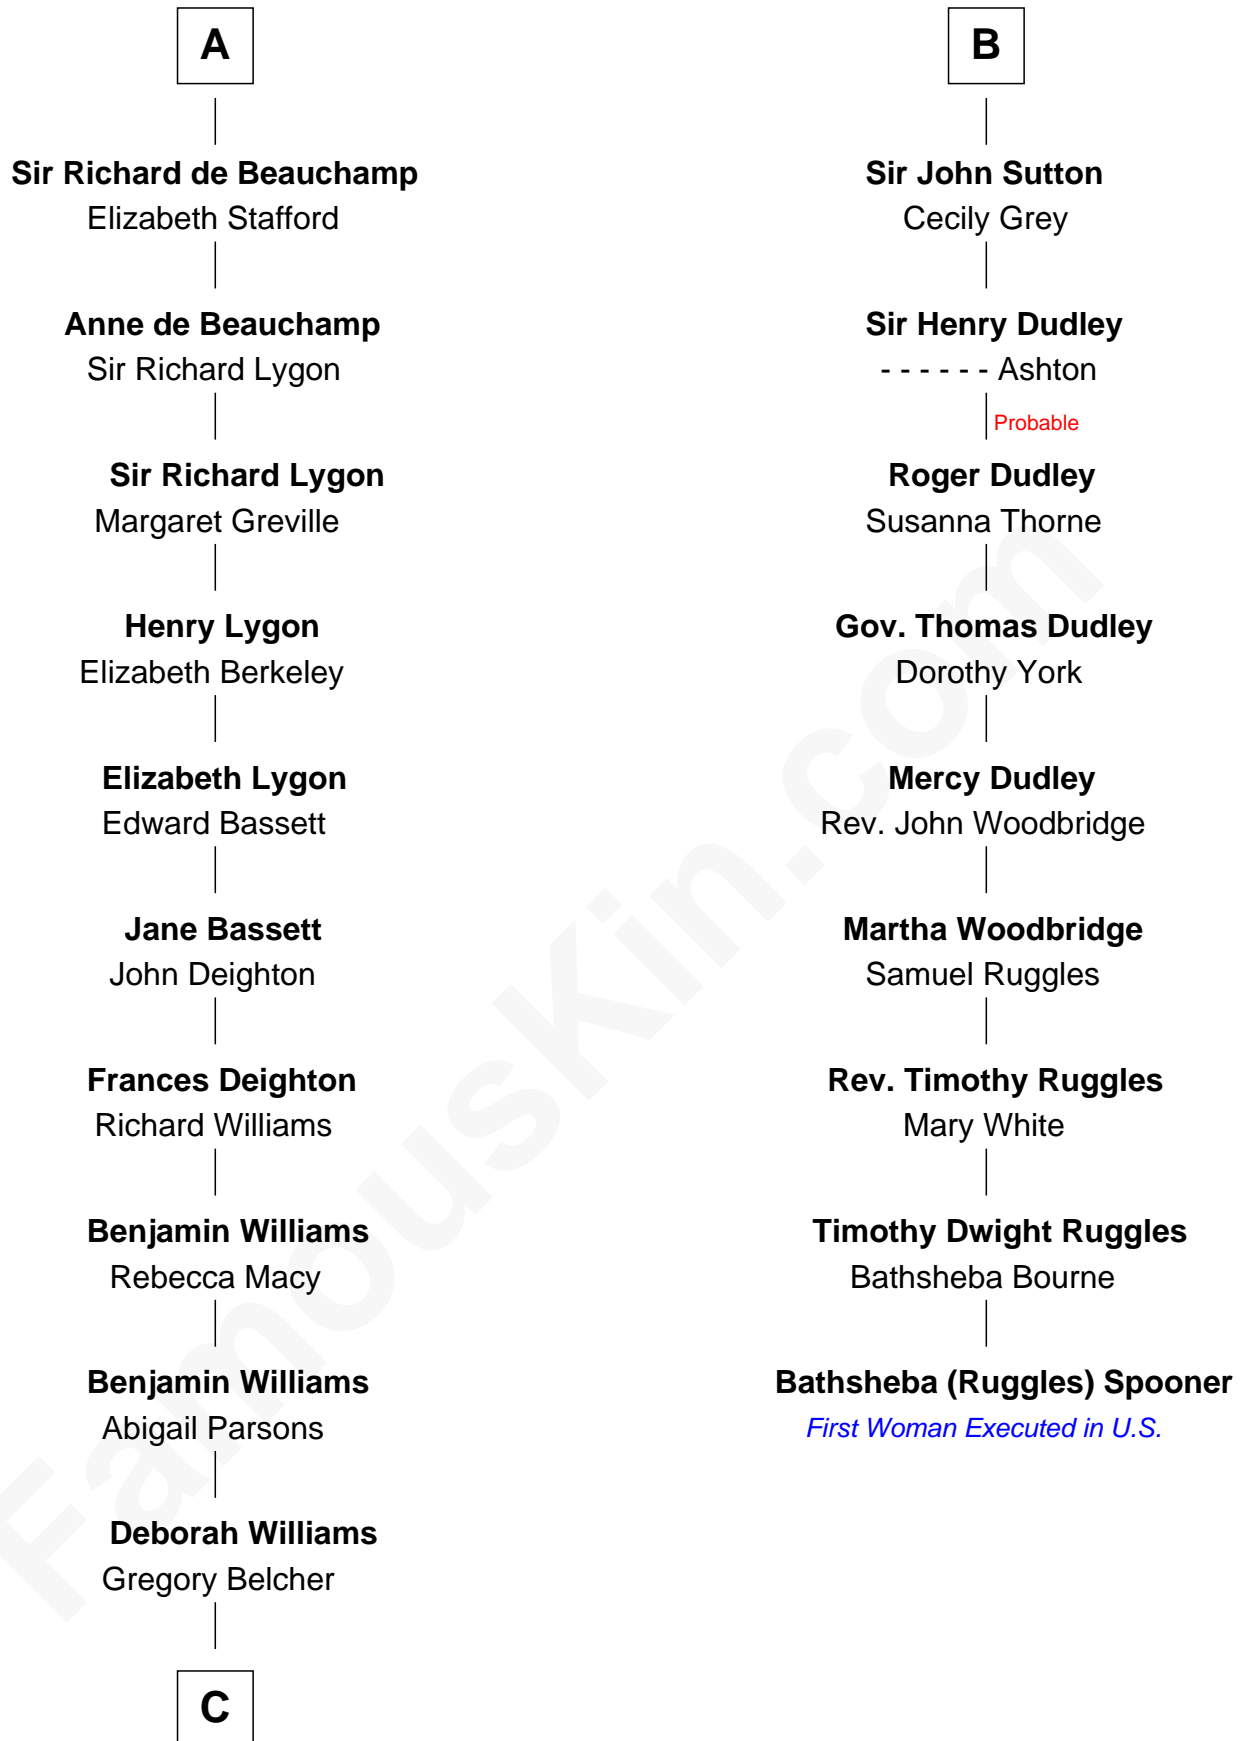 A
Sir Richard de Beauchamp
Elizabeth Stafford
Anne de Beauchamp
Sir Richard Lygon
Sir Richard Lygon
Margaret Greville
Henry Lygon
Elizabeth Berkeley
Elizabeth Lygon
Edward Bassett
Jane Bassett
John Deighton
Frances Deighton
Richard Williams
Benjamin Williams
Rebecca Macy
Benjamin Williams
Abigail Parsons
Deborah Williams
Gregory Belcher
C
B
Sir John Sutton
Cecily Grey
Sir Henry Dudley
- - - - - - Ashton
Probable
Roger Dudley
Susanna Thorne
Gov. Thomas Dudley
Dorothy York
Mercy Dudley
Rev. John Woodbridge
Martha Woodbridge
Samuel Ruggles
Rev. Timothy Ruggles
Mary White
Timothy Dwight Ruggles
Bathsheba Bourne
Bathsheba (Ruggles) Spooner
First Woman Executed in U.S.
FamousKin.com